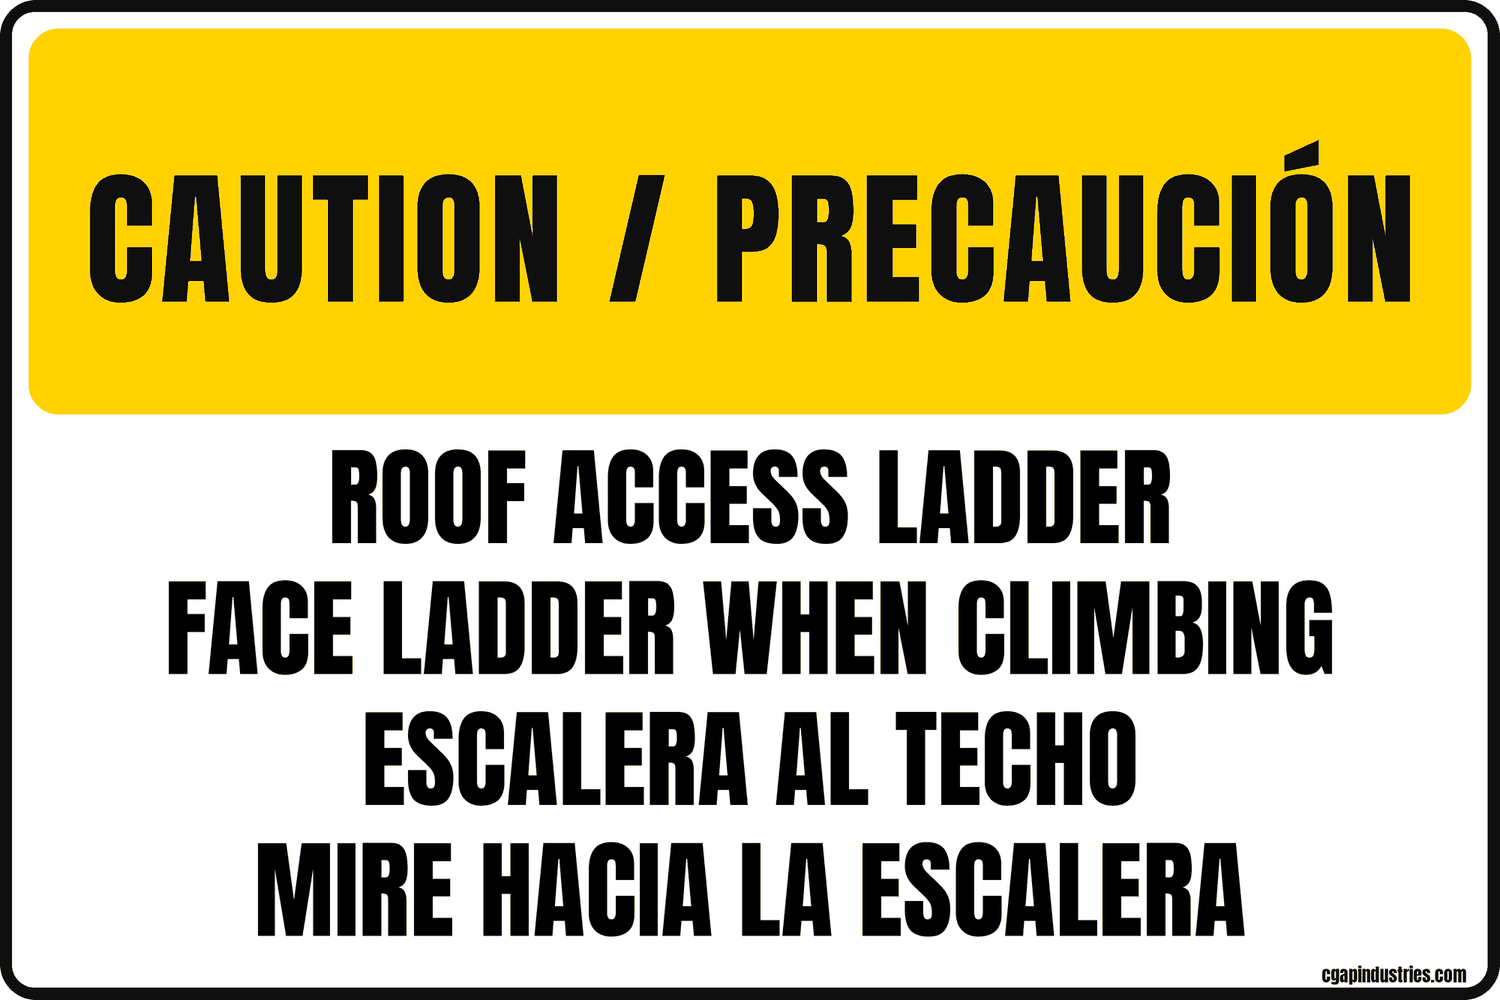 CAUTION / PRECAUCIÓN
ROOF ACCESS LADDER
FACE LADDER WHEN CLIMBING
ESCALERA AL TECHO
MIRE HACIA LA ESCALERA
cgapindustries.com